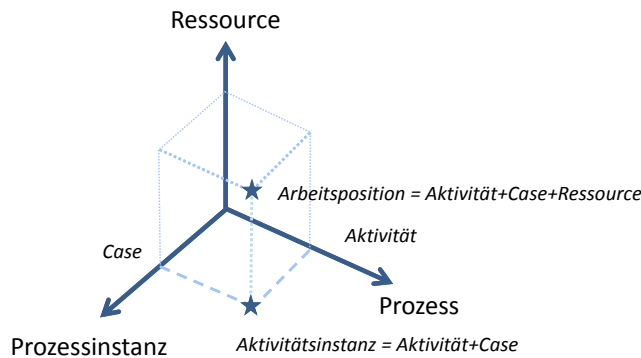 Ressource
Arbeitsposition = Aktivität+Case+Ressource
Aktivität
Case
Prozess
Prozessinstanz
Aktivitätsinstanz = Aktivität+Case